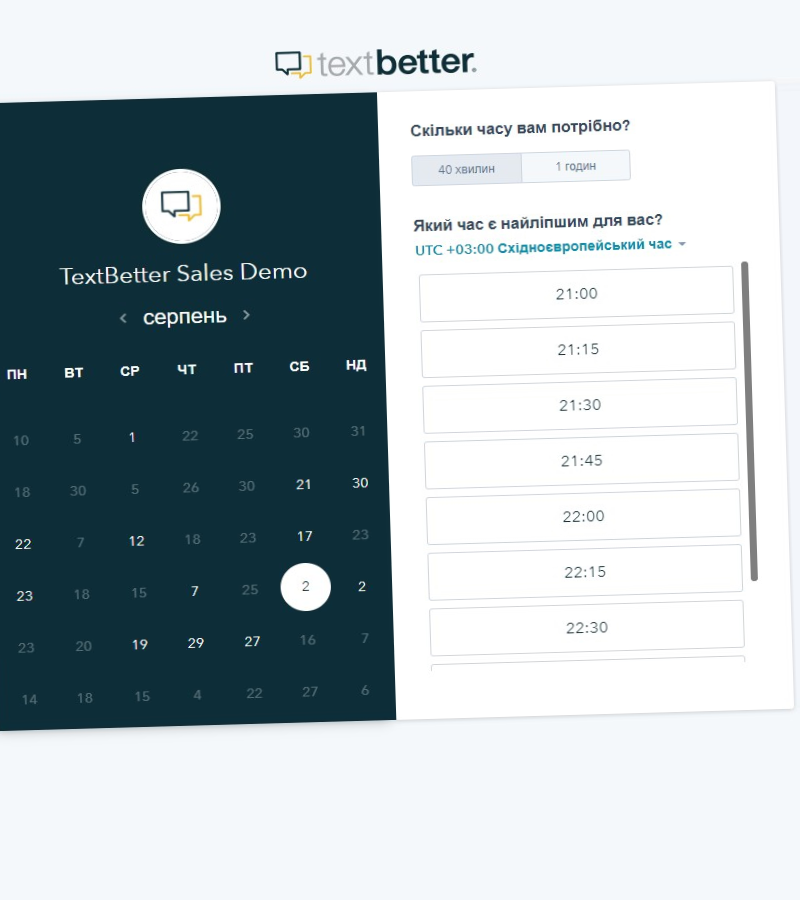 textbetter.
TextBetter Sales Demo
серпень
ПН ВТ СР ЧТ ПТ СБ НД
10 5 1 22 25 30 31
18 30 5 26 30 21 30
22 7 12 18 23 17 23
23 18 15 7 25 2 2
23 20 19 29 27 16 7
14 18 15 4 22 27 6
Скільки часу вам потрібно?
40 хвилин 1 годин
Який час є найліпшим для вас?
UTC +03:00 Східноєвропейський час
21:00
21:15
21:30
21:45
22:00
22:15
22:30